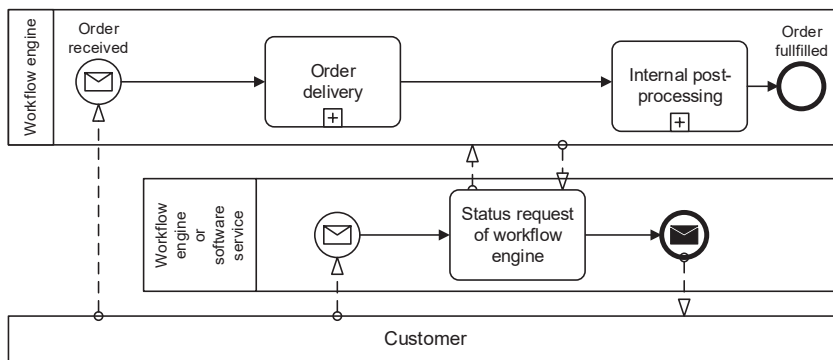 Workflow engine
Order
received
Order
delivery
Internal post-
processing
Order
fullfilled
Workflow
engine
or
software
service
Status request
of workflow
engine
Customer